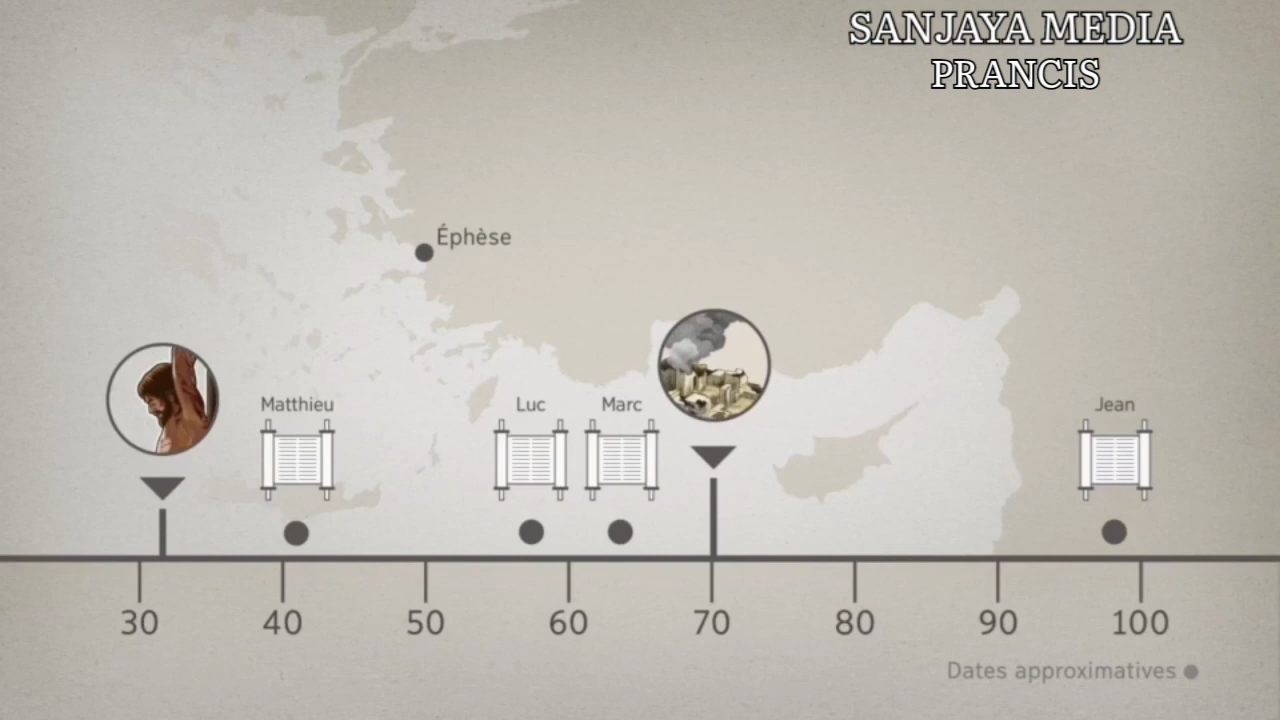 SANJAYA MEDIA
PRANCIS
Éphèse
Matthieu
Luc
Marc
Jean
30 40 50 60 70 80 90 100
Dates approximatives